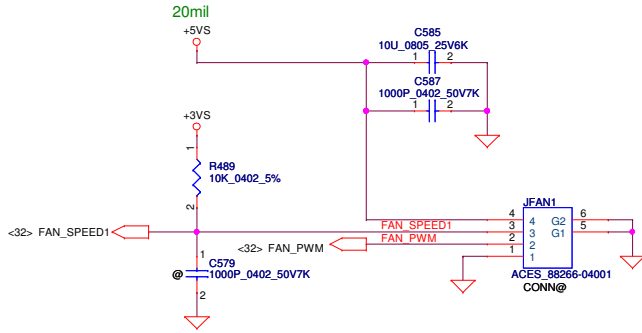 20mil
+5VS
C585
10U_0805_25V6K
1 2
C587
1000P_0402_50V7K
1 2
+3VS
1
R489
10K_0402_5%
2
JFAN1
4 4 G2 6
<32> FAN_SPEED1 FAN_SPEED1 3 3 G1 5
<32> FAN_PWM FAN_PWM 2 2
1 1
ACES_88266-04001
CONN@
1
C579
@ 1000P_0402_50V7K
2